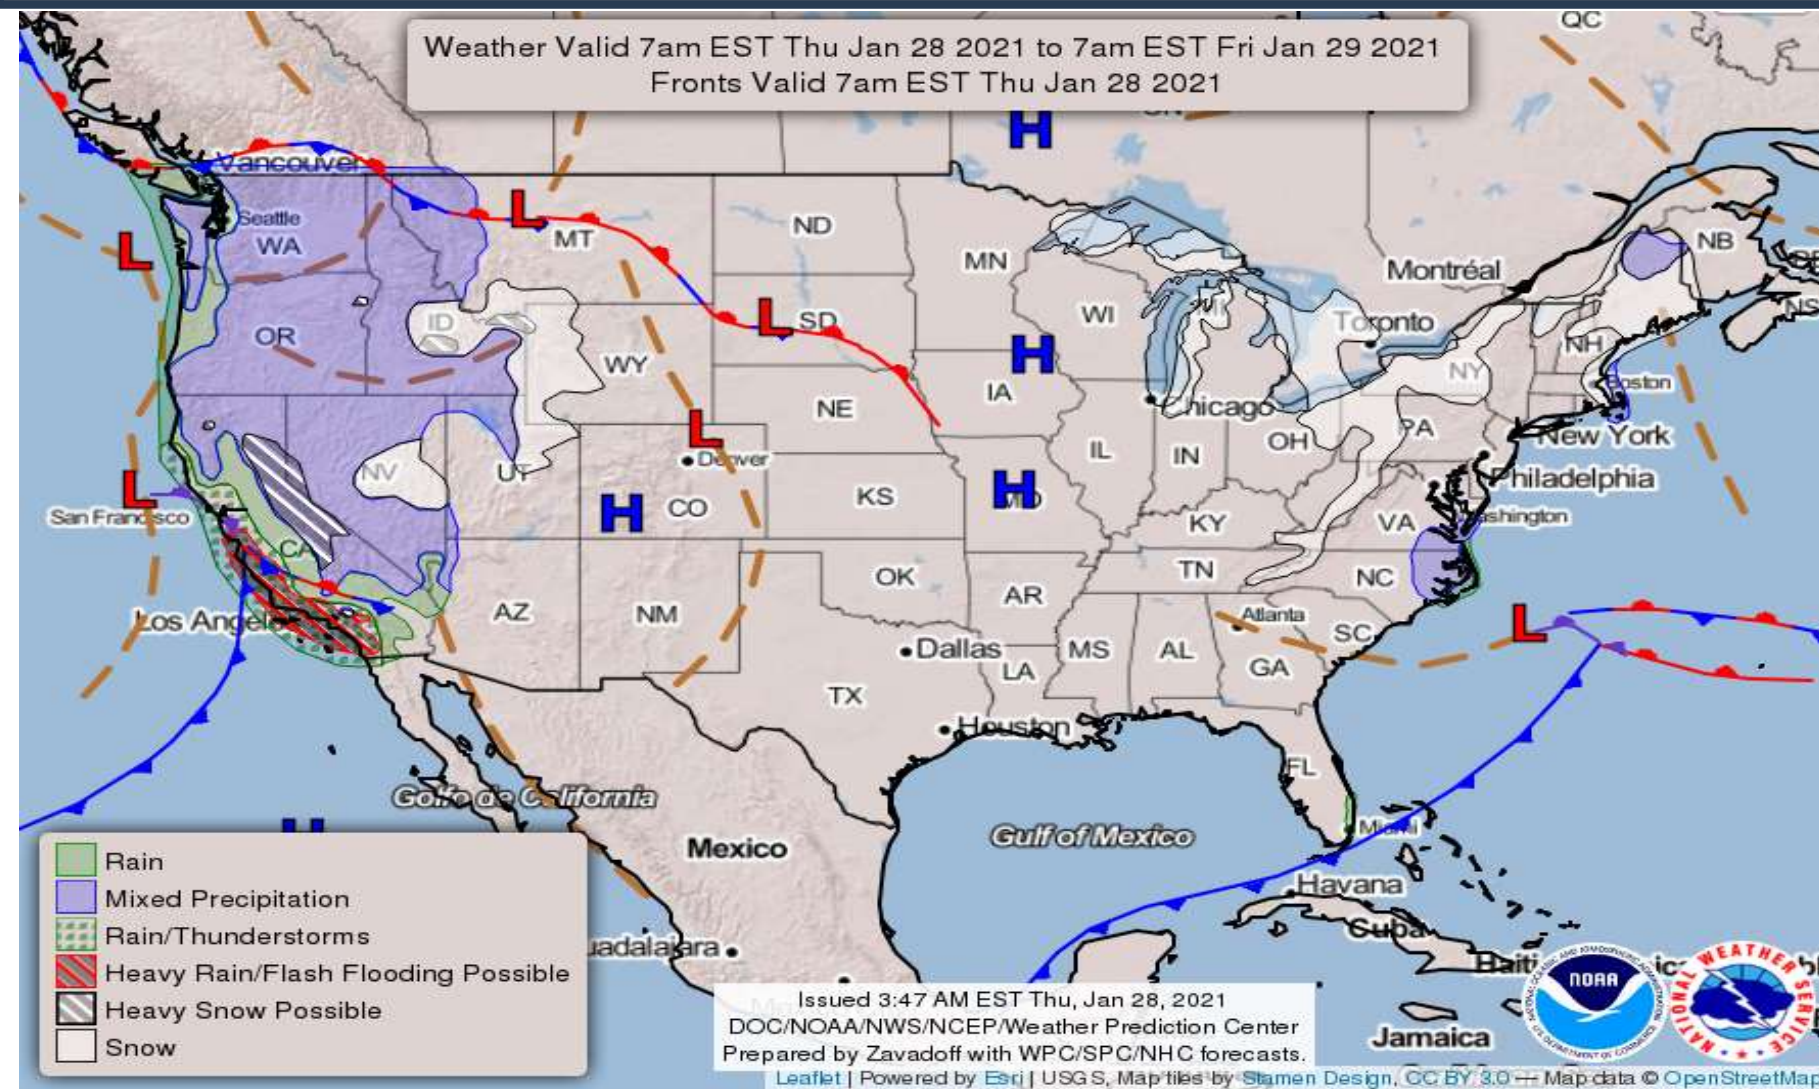 Weather Valid 7am EST Thu Jan 28 2021 to 7am EST Fri Jan 29 2021
Fronts Valid 7am EST Thu Jan 28 2021
QC
H
Vancouver
L
Seattle
WA
MT
ND
MN
Montréal
NB
NS
L
OR
ID
WY
L
SD
WI
MI
Toronto
NH
H
IA
NY
Boston
NE
Chicago
PA
New York
L
Denver
OH
IL
IN
NV
UT
Philadelphia
L
San Francisco
H
CO
KS
H
MO
KY
VA
CA
OK
TN
NC
AZ
NM
AR
Los Angeles
Atlanta
L
SC
Dallas
MS
AL
GA
LA
TX
Houston
FL
Golfo de California
Miami
H
Mexico
Gulf of Mexico
Havana
Cuba
Haiti
Jamaica
Rain
Mixed Precipitation
Rain/Thunderstorms
Heavy Rain/Flash Flooding Possible
Heavy Snow Possible
Snow
Issued 3:47 AM EST Thu, Jan 28, 2021
DOC/NOAA/NWS/NCEP/Weather Prediction Center
Prepared by Zavadoff with WPC/SPC/NHC forecasts.
NOAA
NATIONAL WEATHER SERVICE
Leaflet | Powered by Esri | USGS, Map tiles by Stamen Design, CC BY 3.0 — Map data © OpenStreetMap